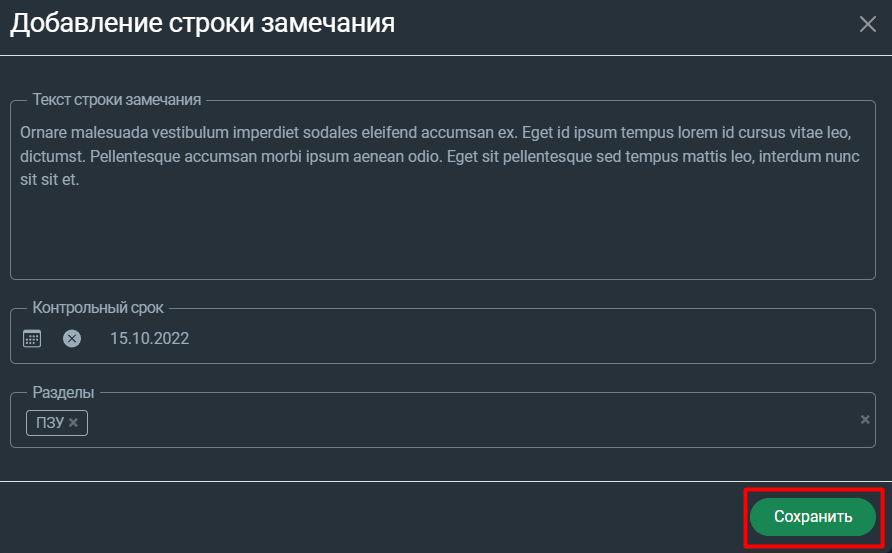 Добавление строки замечания
Текст строки замечания
Ornare malesuada vestibulum imperdiet sodales eleifend accumsan ex. Eget id ipsum tempus lorem id cursus vitae leo,
dictumst. Pellentesque accumsan morbi ipsum aenean odio. Eget sit pellentesque sed tempus mattis leo, interdum nunc
sit sit et.
Контрольный срок
15.10.2022
Разделы
ПЗУ
Сохранить